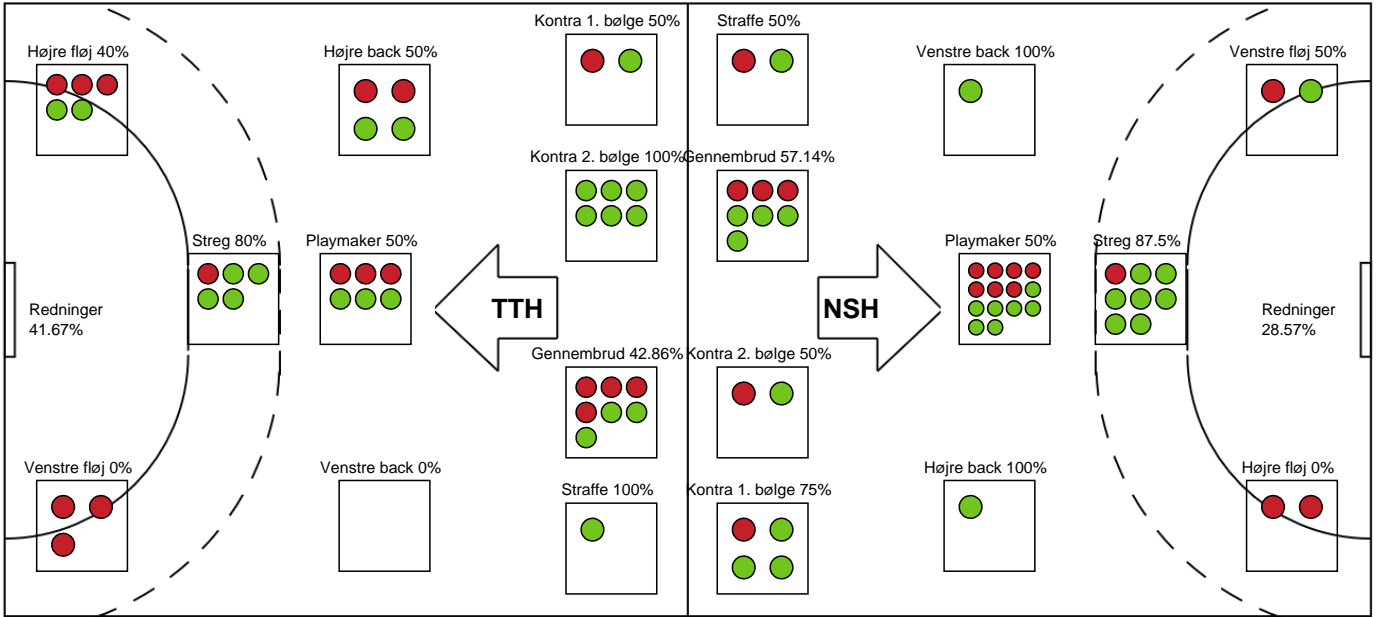 Kontra 1. bølge 50%
Straffe 50%
Højre fløj 40%
Højre back 50%
Venstre back 100%
Venstre fløj 50%
Kontra 2. bølge 100%
Gennembrud 57.14%
Streg 80%
Playmaker 50%
Playmaker 50%
Streg 87.5%
Redninger
41.67%
TTH
NSH
Redninger
28.57%
Gennembrud 42.86%
Kontra 2. bølge 50%
Venstre fløj 0%
Venstre back 0%
Straffe 100%
Kontra 1. bølge 75%
Højre back 100%
Højre fløj 0%